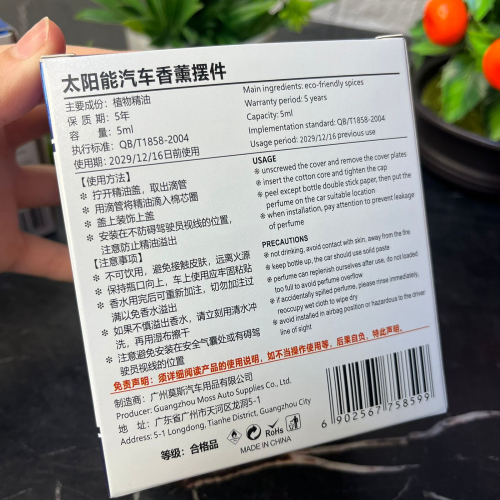 太阳能汽车香薰摆件
主要成份：植物精油
保 质 期：5年
容　　量：5ml
执行标准：QB/T1858-2004
使用期：2029/12/16日前使用
Main ingredients: eco-friendly spices
Warranty period: 5 years
Capacity: 5ml
Implementation standard: QB/T1858-2004
Usage period: 2029/12/16 previous use
【使用方法】
❋ 拧开精油盖，取出滴管
❋ 用滴管将精油滴入棉芯圈
❋ 盖上装饰上盖
❋ 安装在不防碍驾驶员视线的位置，
注意防止精油溢出
【注意事项】
❋ 不可饮用，避免接触皮肤，远离火源
❋ 保持瓶口向上，车上使用应牢固粘贴
❋ 香水用完后可重新加注，切勿加注过
满以免香水溢出
❋ 如果不慎溢出香水，请立刻用清水冲
洗，再用湿布擦干
❋ 注意避免安装在安全气囊处或有碍驾
驶员视线的位置
USAGE
❋ unscrewed the cover and remove the cover plates
❋ insert the cotton core and tighten the cap
❋ peel except bottle double stick paper, then put the
perfume on the car suitable location
❋ when installation, pay attention to prevent leakage
of perfume
PRECAUTIONS
❋ not drinking, avoid contact with skin, away from the fire
❋ keep bottle up, the car should use solid paste
❋ perfume can replenish ourselves after use, do not loaded
too full to avoid perfume overflow
❋ if accidentally spilled perfume, please rinse immediately,
reoccupy wet cloth to wipe dry
❋ avoid installed in airbag position or hazardous to the driver
line of sight
免责声明：须详细阅读产品的使用说明，如不当操作使用等，后果自负，特此声明。
制造商：广州莫斯汽车用品有限公司
Producer: Guangzhou Moss Auto Supplies Co., Ltd.
地　址：广东省广州市天河区龙洞5-1
Address: 5-1 Longdong, Tianhe District, Guangzhou City
等级：合格品
RoHS
MADE IN CHINA
6 902567 758599